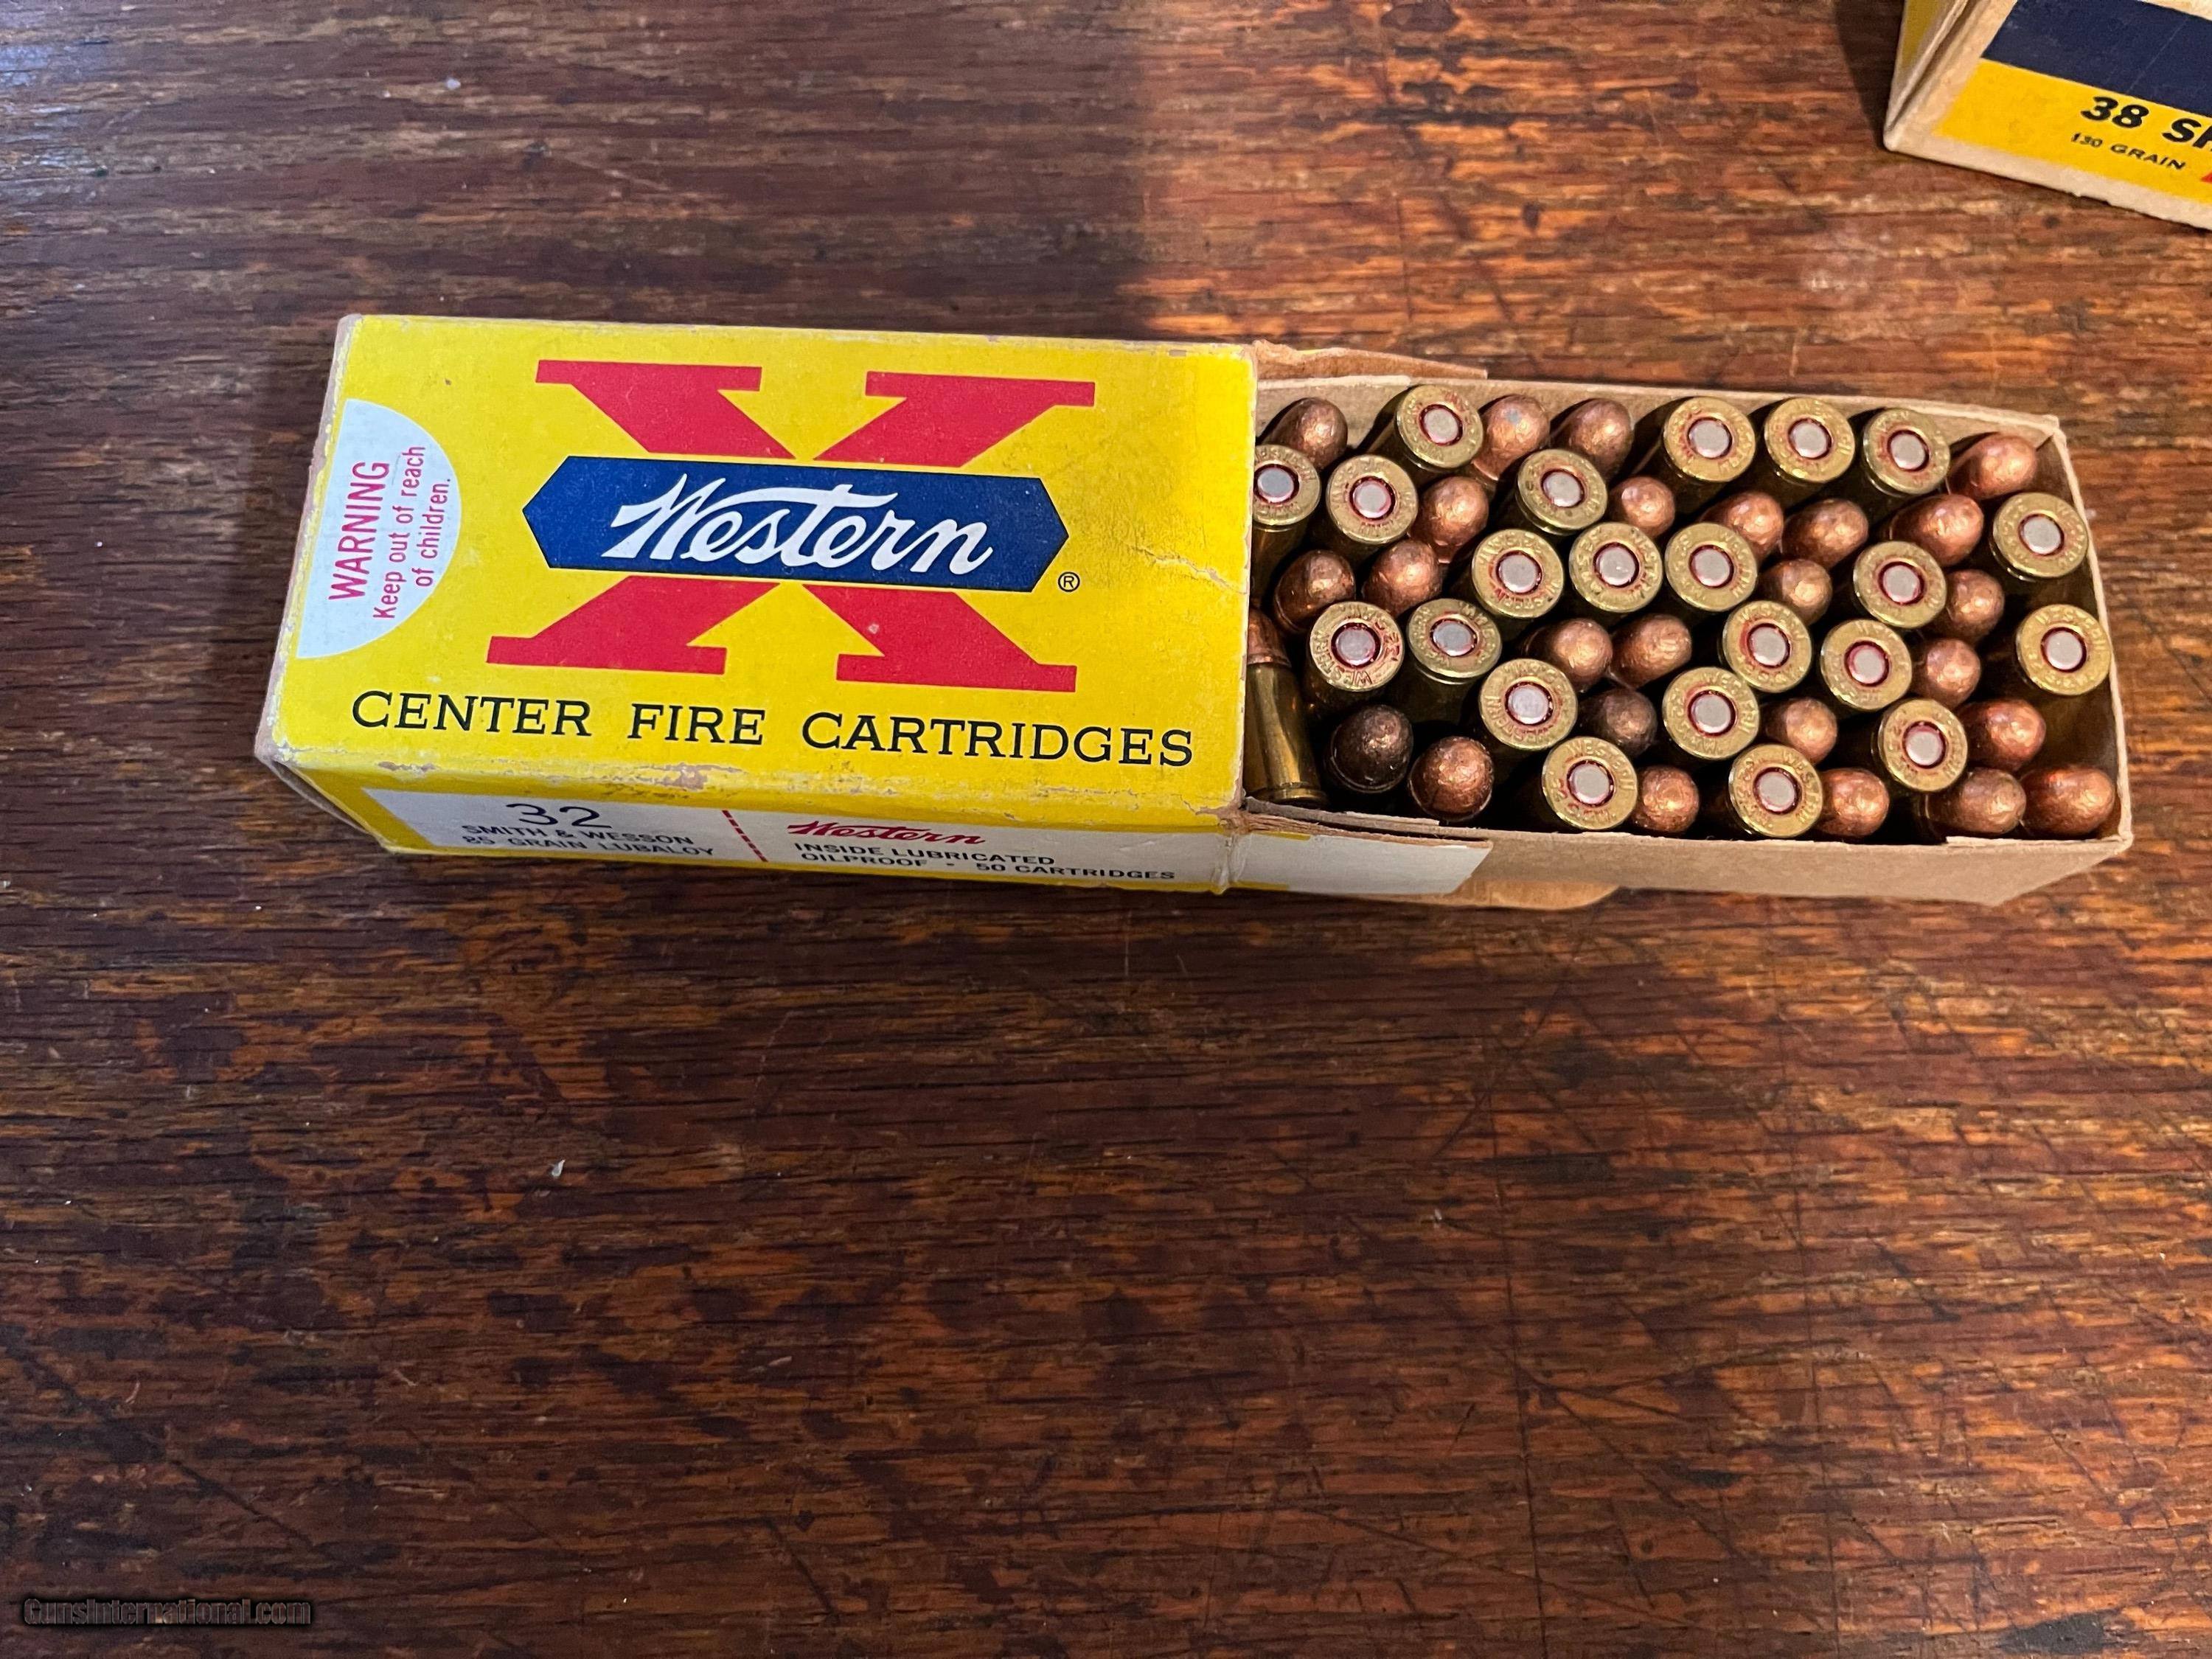 38
130 GRAIN
WARNING
Keep out of reach
of children.
X
Western
®
CENTER FIRE CARTRIDGES
32
SMITH & WESSON
85 GRAIN LUBALOY
Western
INSIDE LUBRICATED
OILPROOF - 50 CARTRIDGES
WESTERN
GunsInternational.com